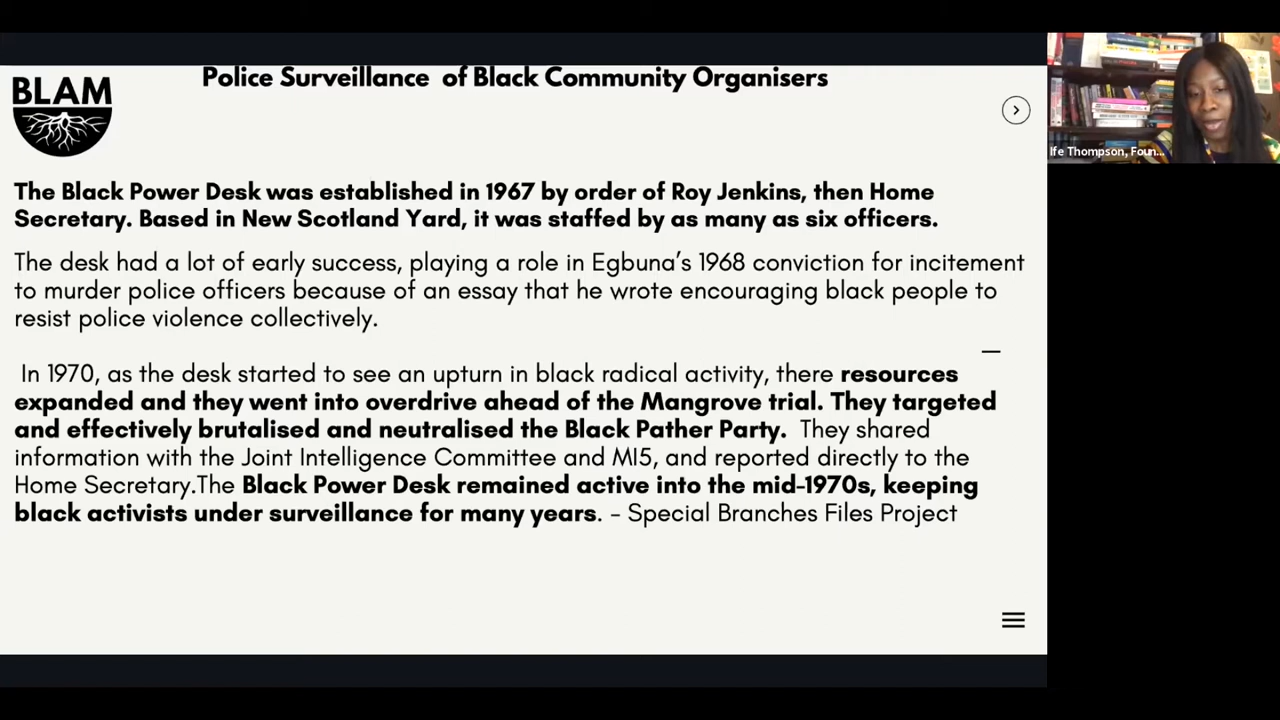 Police Surveillance of Black Community Organisers
BLAM
Ife Thompson, Foun...
The Black Power Desk was established in 1967 by order of Roy Jenkins, then Home
Secretary. Based in New Scotland Yard, it was staffed by as many as six officers.
The desk had a lot of early success, playing a role in Egbuna’s 1968 conviction for incitement
to murder police officers because of an essay that he wrote encouraging black people to
resist police violence collectively.
In 1970, as the desk started to see an upturn in black radical activity, there resources
expanded and they went into overdrive ahead of the Mangrove trial. They targeted
and effectively brutalised and neutralised the Black Pather Party. They shared
information with the Joint Intelligence Committee and MI5, and reported directly to the
Home Secretary.The Black Power Desk remained active into the mid-1970s, keeping
black activists under surveillance for many years. - Special Branches Files Project